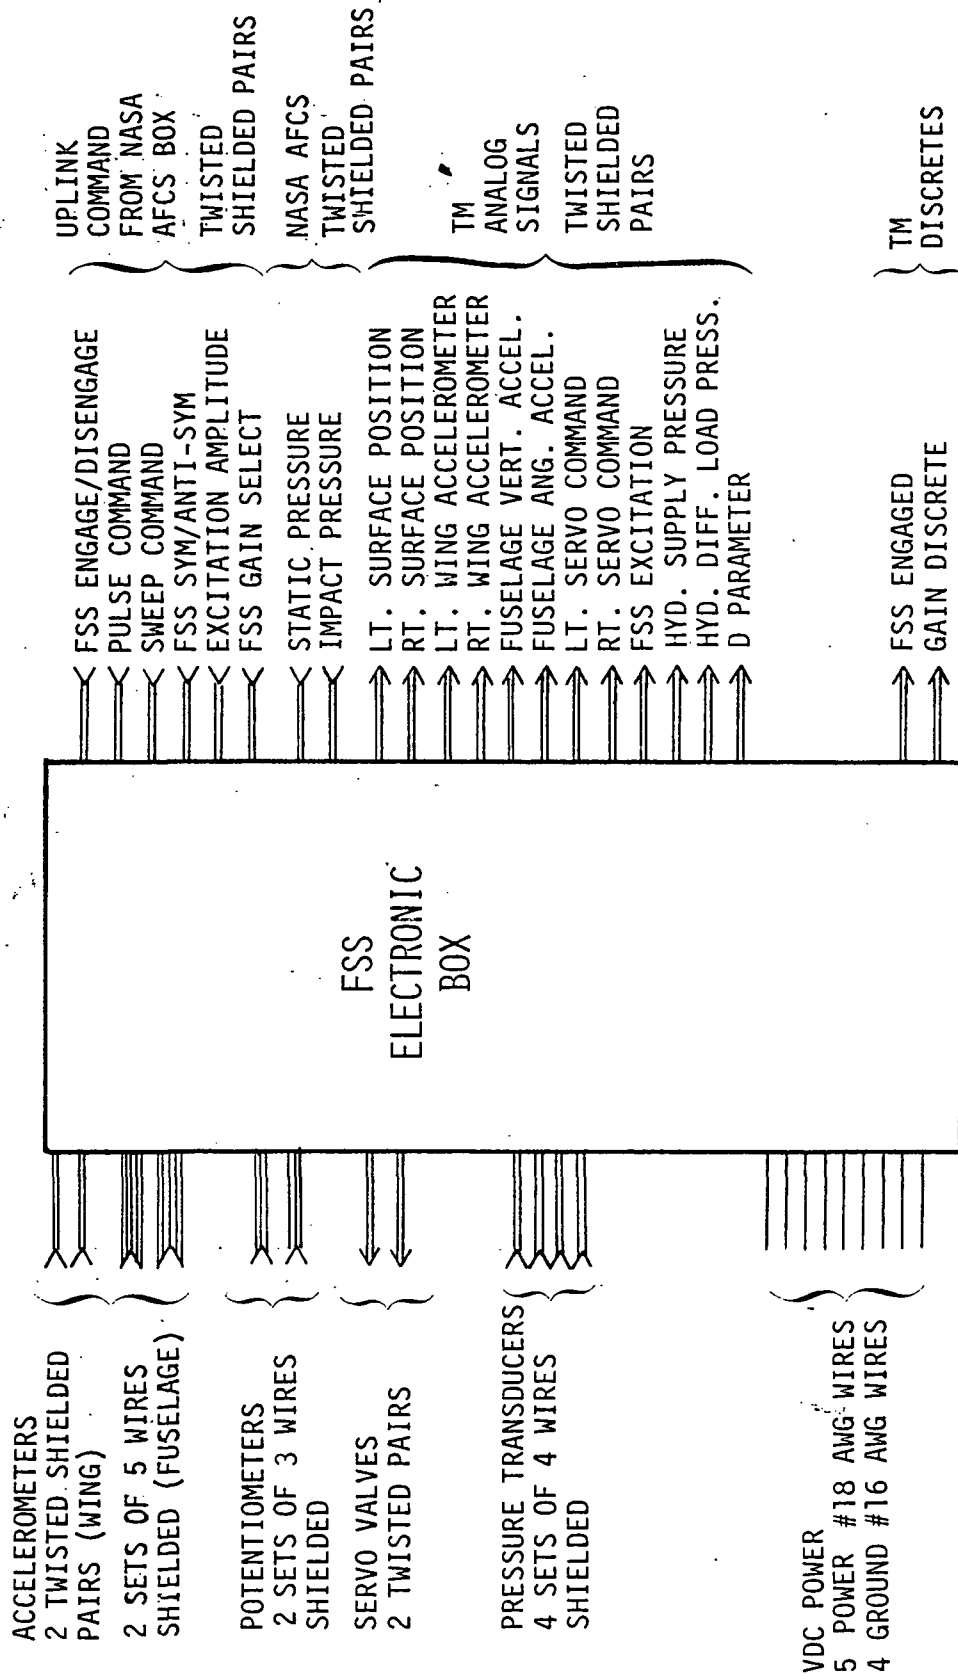 ACCELEROMETERS
2 TWISTED SHIELDED
PAIRS (WING)
2 SETS OF 5 WIRES
SHIELDED (FUSELAGE)
POTENTIOMETERS
2 SETS OF 3 WIRES
SHIELDED
SERVO VALVES
2 TWISTED PAIRS
PRESSURE TRANSDUCERS
4 SETS OF 4 WIRES
SHIELDED
VDC POWER
5 POWER #18 AWG WIRES
4 GROUND #16 AWG WIRES
FSS
ELECTRONIC
BOX
FSS ENGAGE/DISENGAGE
PULSE COMMAND
SWEEP COMMAND
FSS SYM/ANTI-SYM
EXCITATION AMPLITUDE
FSS GAIN SELECT
STATIC PRESSURE
IMPACT PRESSURE
LT. SURFACE POSITION
RT. SURFACE POSITION
LT. WING ACCELEROMETER
RT. WING ACCELEROMETER
FUSELAGE VERT. ACCEL.
FUSELAGE ANG. ACCEL.
LT. SERVO COMMAND
RT. SERVO COMMAND
FSS EXCITATION
HYD. SUPPLY PRESSURE
HYD. DIFF. LOAD PRESS.
D PARAMETER
FSS ENGAGED
GAIN DISCRETE
UPLINK
COMMAND
FROM NASA
AFCS BOX
TWISTED
SHIELDED PAIRS
NASA AFCS
TWISTED
SHIELDED PAIRS
TM
ANALOG
SIGNALS
TWISTED
SHIELDED
PAIRS
TM
DISCRETES